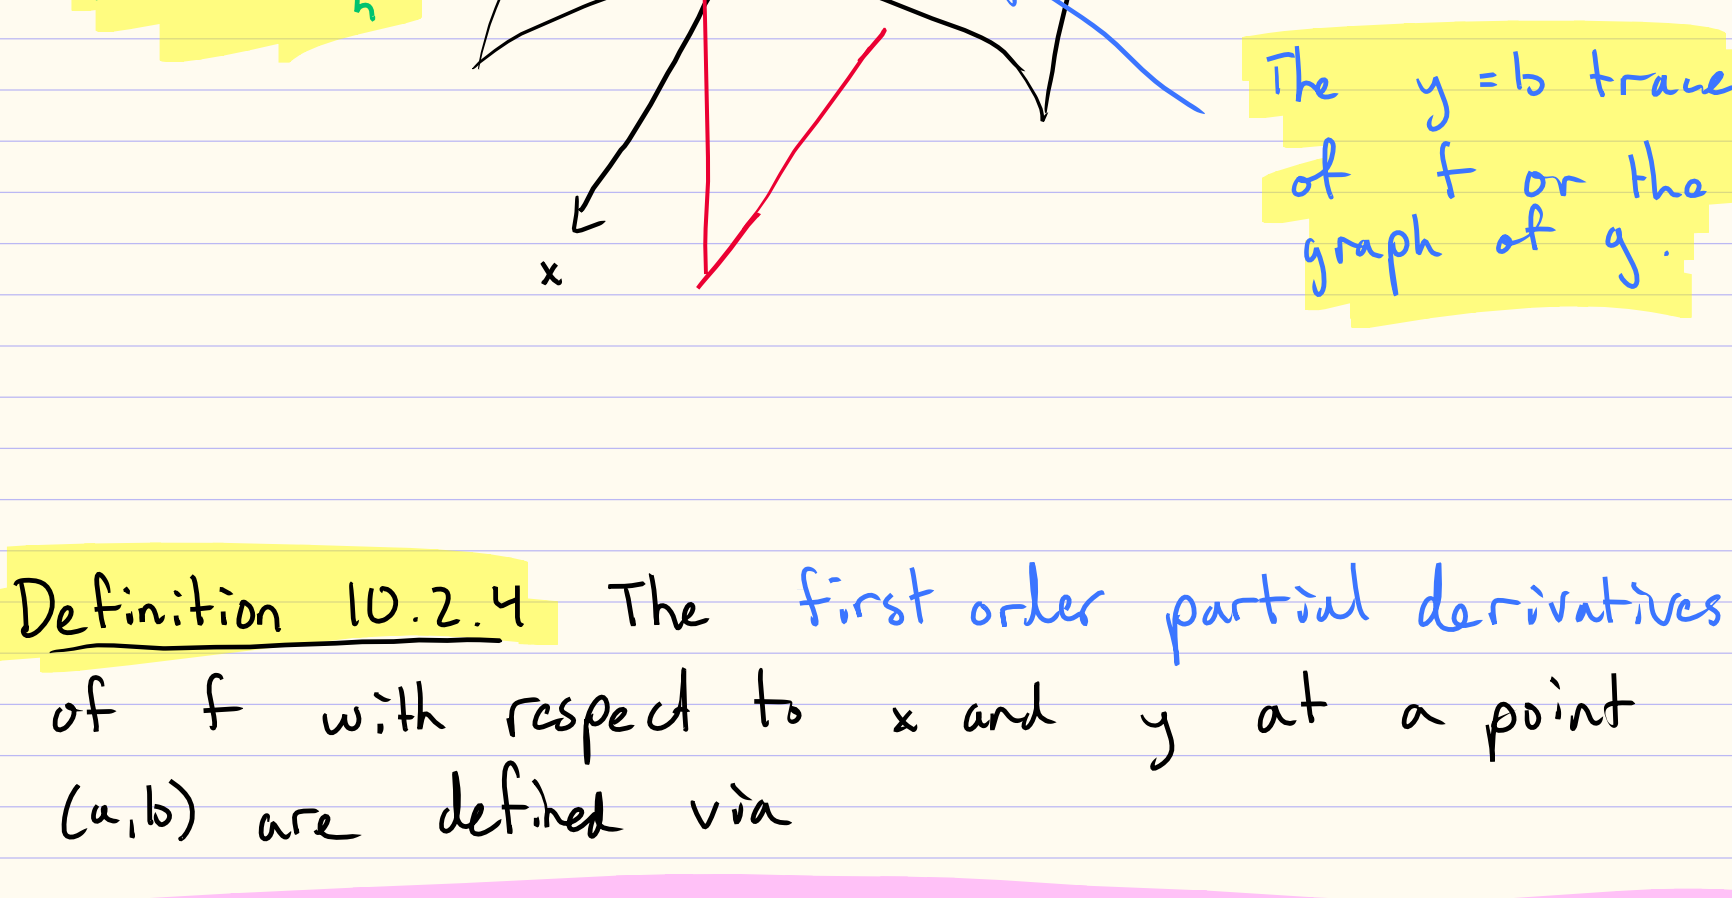 h
The y = b trace
of f or the
graph of g.
x
Definition 10.2.4 The first order partial derivatives
of f with respect to x and y at a point
(a,b) are defined via